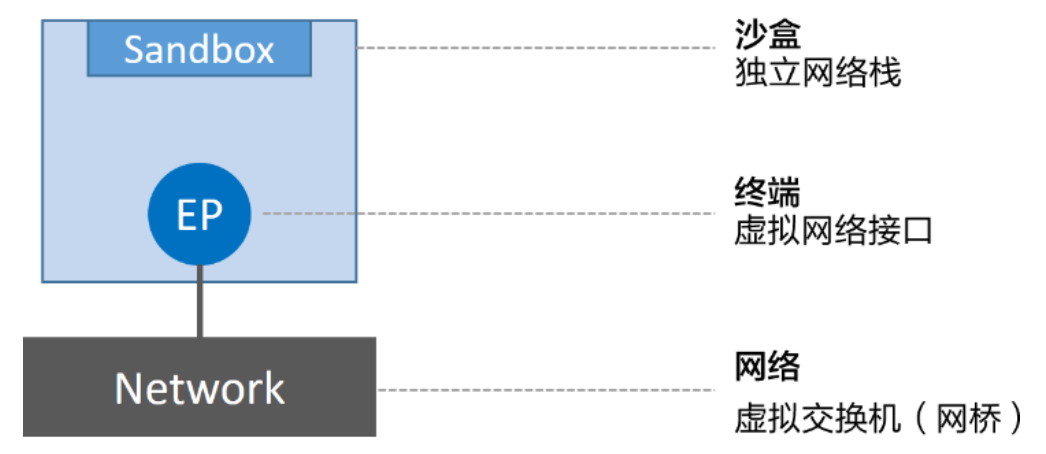 Sandbox
沙盒
独立网络栈
EP
终端
虚拟网络接口
Network
网络
虚拟交换机（网桥）